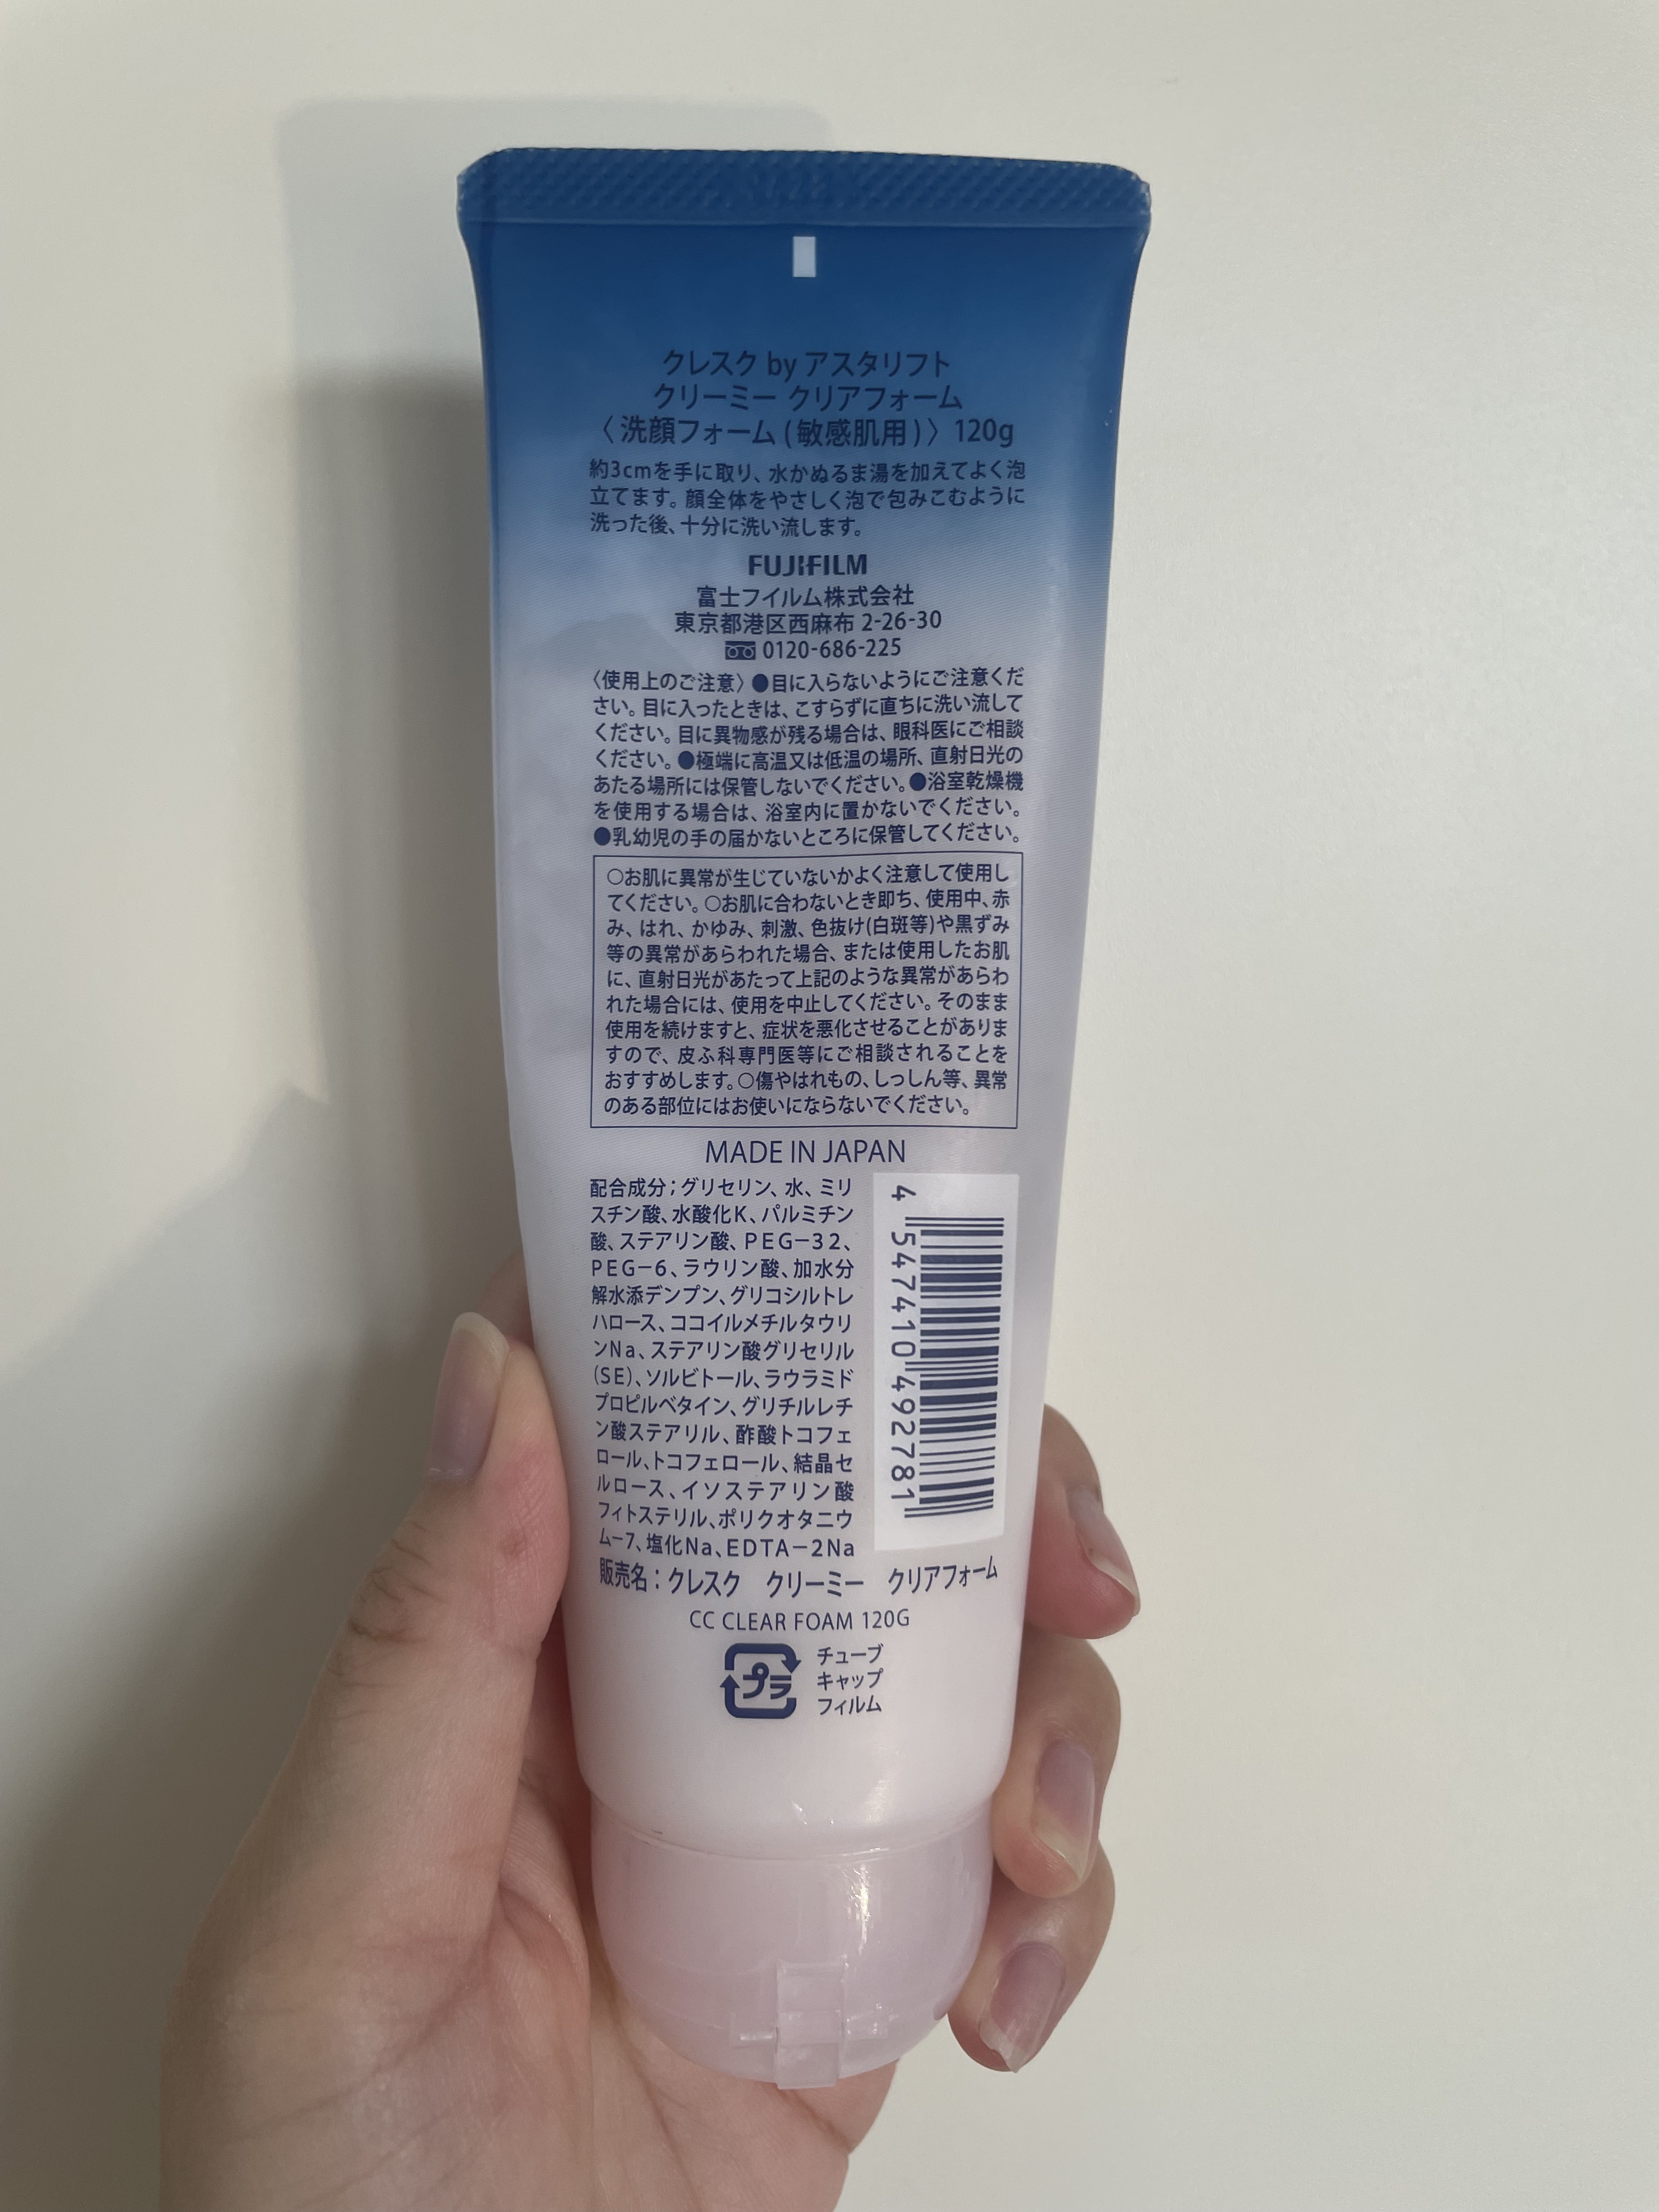 クレスク by アスタリフト
クリーミー クリアフォーム
〈洗顔フォーム(敏感肌用)〉120g
約3cmを手に取り、水かぬるま湯を加えてよく泡
立てます。顔全体をやさしく泡で包みこむように
洗った後、十分に洗い流します。
FUJIFILM
富士フイルム株式会社
東京都港区西麻布 2-26-30
0120-686-225
〈使用上のご注意〉●目に入らないようにご注意くだ
さい。目に入ったときは、こすらずに直ちに洗い流して
ください。目に異物感が残る場合は、眼科医にご相談
ください。●極端に高温又は低温の場所、直射日光の
あたる場所には保管しないでください。●浴室乾燥機
を使用する場合は、浴室内に置かないでください。
●乳幼児の手の届かないところに保管してください。
○お肌に異常が生じていないかよく注意して使用し
てください。○お肌に合わないとき即ち、使用中、赤
み、はれ、かゆみ、刺激、色抜け(白斑等)や黒ずみ
等の異常があらわれた場合、または使用したお肌
に、直射日光があたって上記のような異常があらわ
れた場合には、使用を中止してください。そのまま
使用を続けますと、症状を悪化させることがありま
すので、皮ふ科専門医等にご相談されることを
おすすめします。○傷やはれもの、しっしん等、異常
のある部位にはお使いにならないでください。
MADE IN JAPAN
配合成分;グリセリン、水、ミリ
スチン酸、水酸化K、パルミチン
酸、ステアリン酸、PEG-32、
PEG-6、ラウリン酸、加水分
解水添デンプン、グリコシルトレ
ハロース、ココイルメチルタウリ
ンNa、ステアリン酸グリセリル
(SE)、ソルビトール、ラウラミド
プロピルベタイン、グリチルレチ
ン酸ステアリル、酢酸トコフェ
ロール、トコフェロール、結晶セ
ルロース、イソステアリン酸
フィトステリル、ポリクオタニウ
ム-7、塩化Na、EDTA-2Na
4 547410 492781
販売名:クレスク クリーミー クリアフォーム
CC CLEAR FOAM 120G
プラ
チューブ
キャップ
フィルム